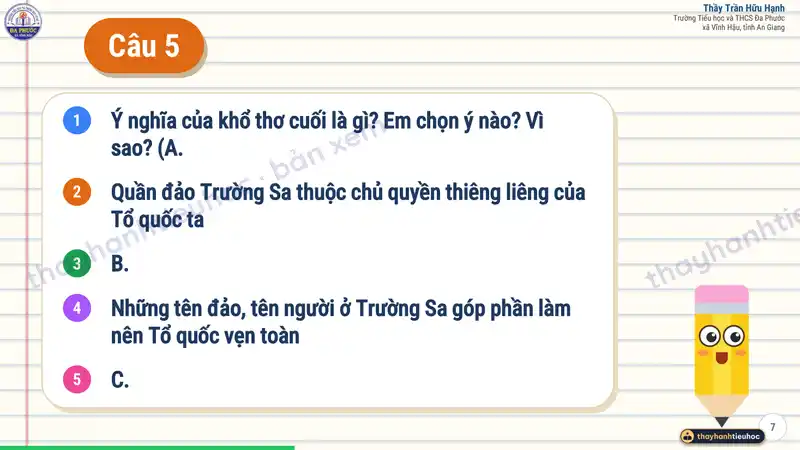 Thầy Trần Hữu Hạnh
Trường Tiểu học và THCS Đa Phước
xã Vĩnh Hậu, tỉnh An Giang
ĐA PHƯỚC
Câu 5
1 Ý nghĩa của khổ thơ cuối là gì? Em chọn ý nào? Vì
sao? (A.
2 Quần đảo Trường Sa thuộc chủ quyền thiêng liêng của
Tổ quốc ta
3 B.
4 Những tên đảo, tên người ở Trường Sa góp phần làm
nên Tổ quốc vẹn toàn
5 C.
7
thayhanhtieuhoc